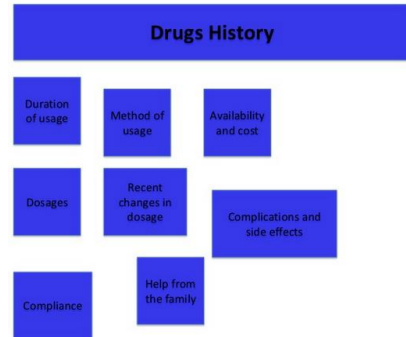 Drugs History
Duration
of usage
Method of
usage
Availability
and cost
Dosages
Recent
changes in
dosage
Complications and
side effects
Compliance
Help from
the family